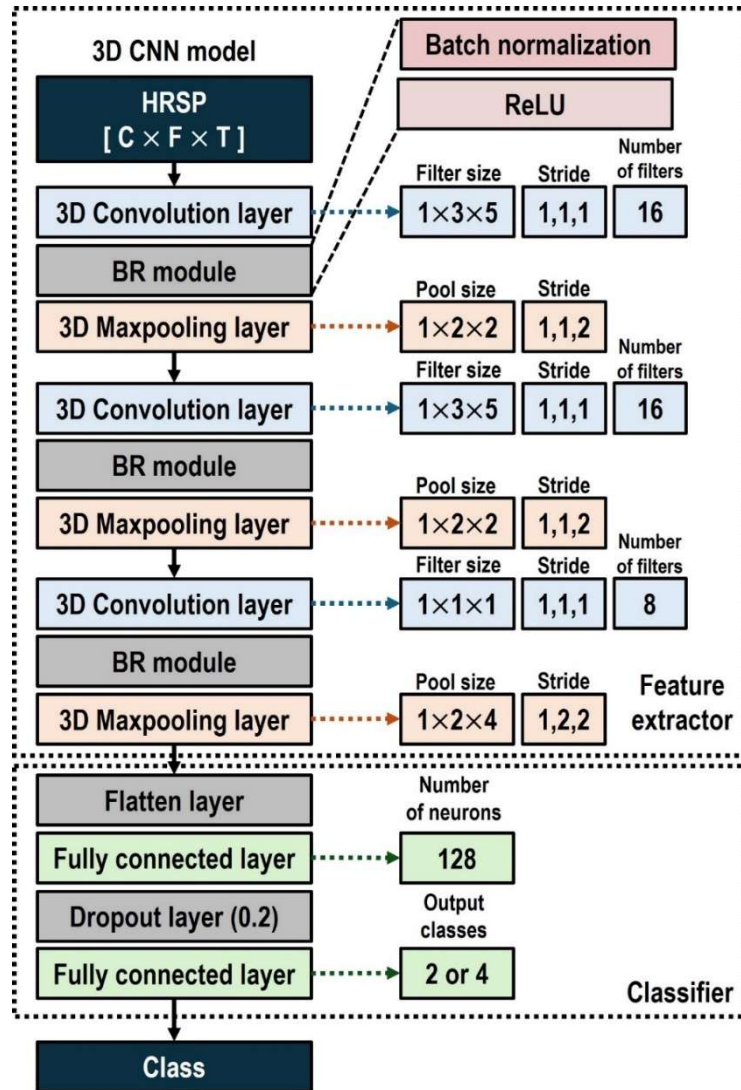 3D CNN model
HRSP
[ C × F × T ]
Batch normalization
ReLU
3D Convolution layer
Filter size
1×3×5
Stride
1,1,1
Number
of filters
16
BR module
3D Maxpooling layer
Pool size
1×2×2
Stride
1,1,2
3D Convolution layer
Filter size
1×3×5
Stride
1,1,1
Number
of filters
16
BR module
3D Maxpooling layer
Pool size
1×2×2
Stride
1,1,2
3D Convolution layer
Filter size
1×1×1
Stride
1,1,1
Number
of filters
8
BR module
3D Maxpooling layer
Pool size
1×2×4
Stride
1,2,2
Feature
extractor
Flatten layer
Fully connected layer
Number
of neurons
128
Dropout layer (0.2)
Fully connected layer
Output
classes
2 or 4
Classifier
Class